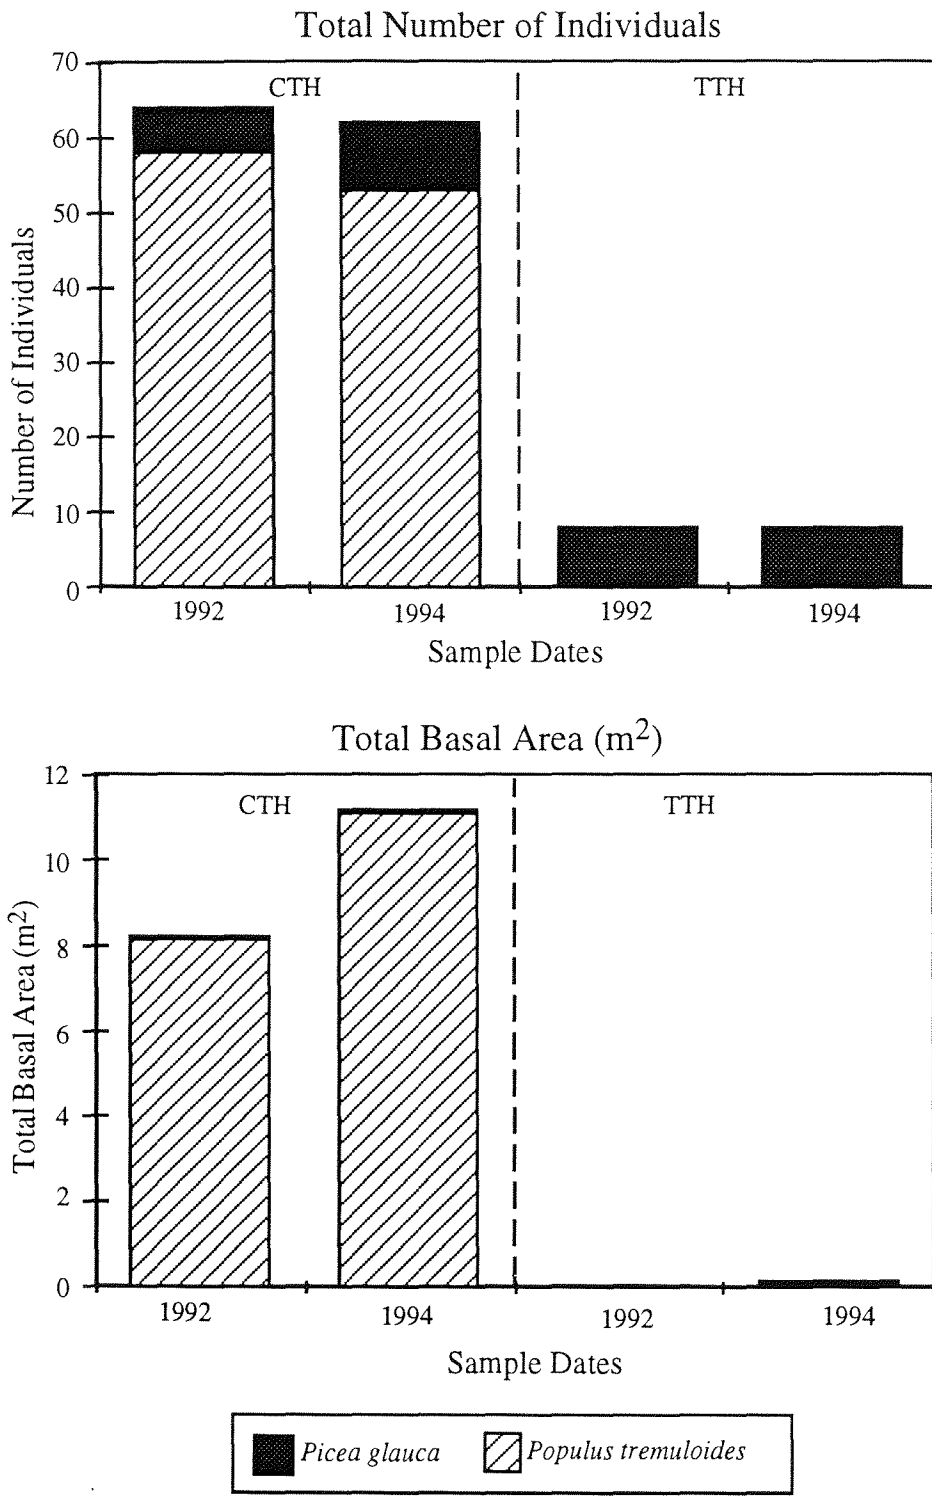 Total Number of Individuals
CTH
TTH
70
60
50
40
30
20
10
0
Number of Individuals
1992
1994
1992
1994
Sample Dates
Total Basal Area (m²)
CTH
TTH
12
10
8
6
4
2
0
Total Basal Area (m²)
1992
1994
1992
1994
Sample Dates
Picea glauca
Populus tremuloides